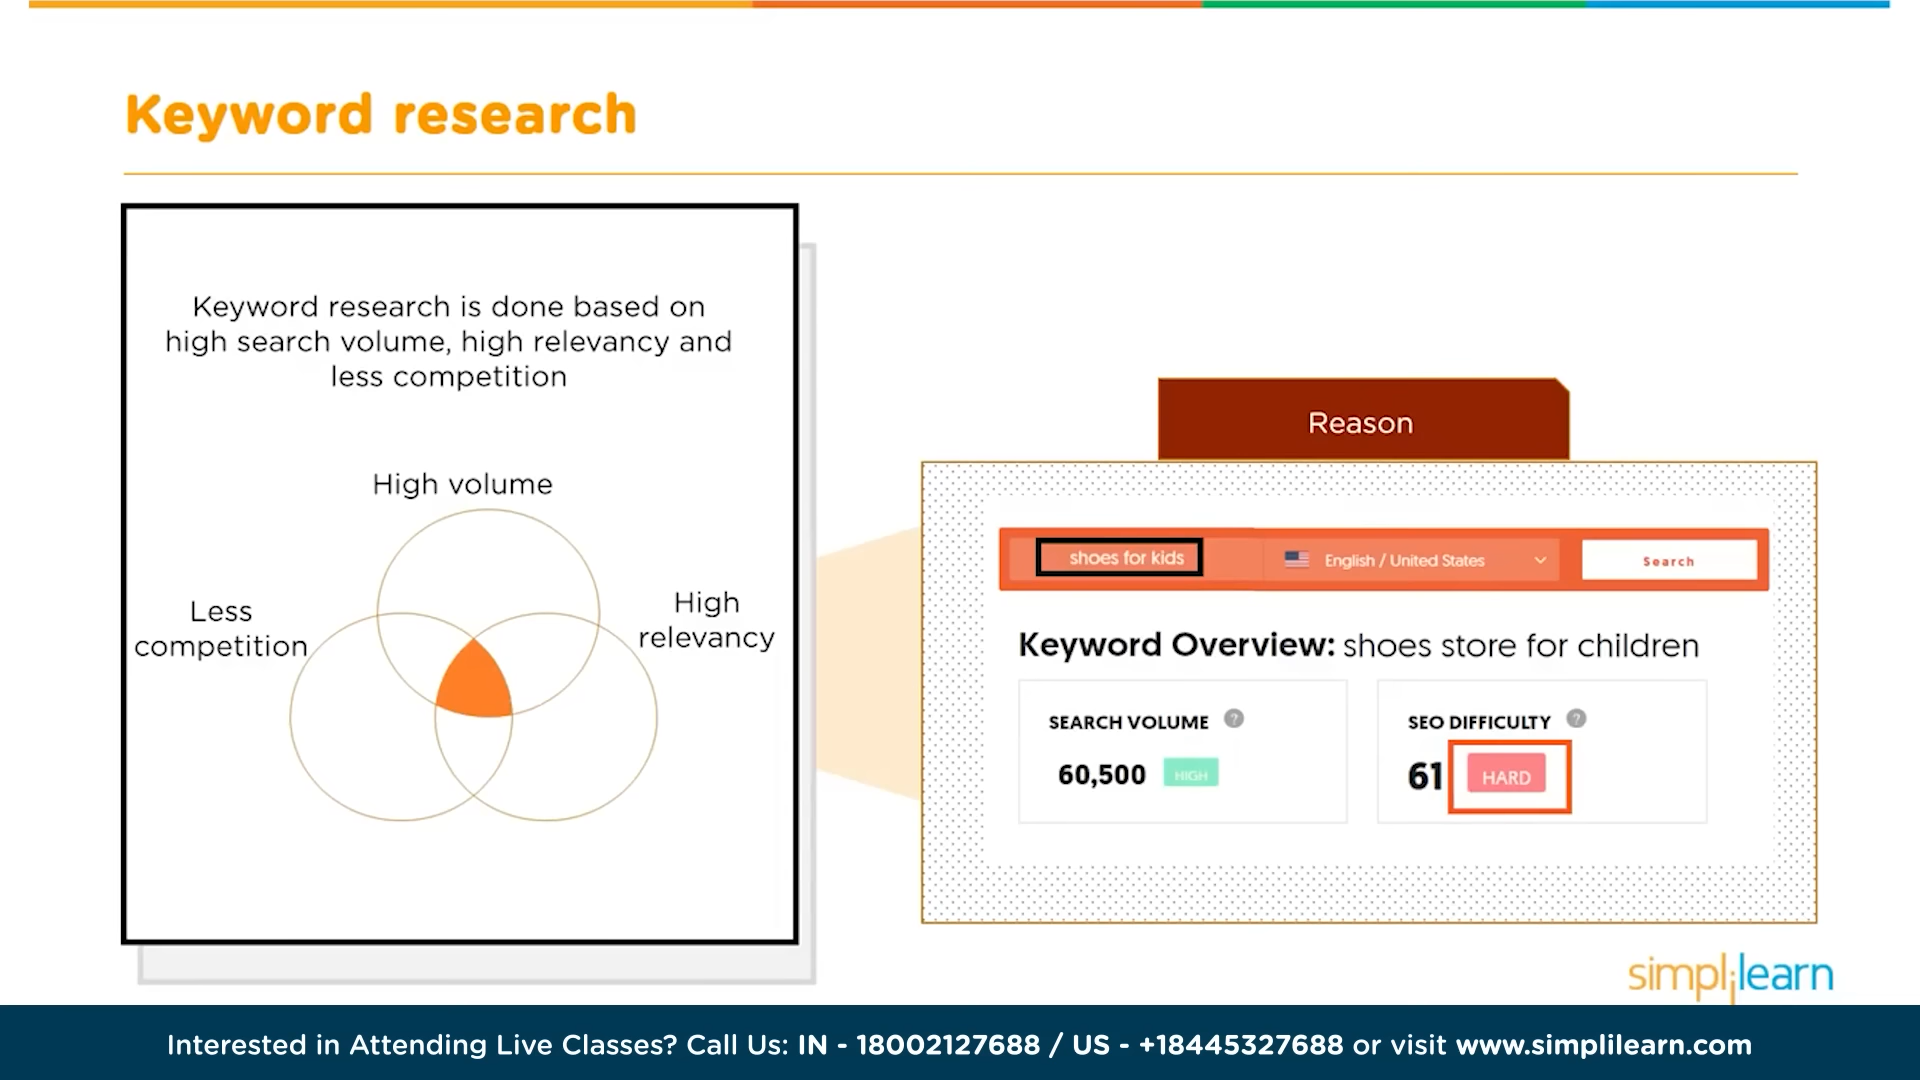 Keyword research
Keyword research is done based on
high search volume, high relevancy and
less competition
High volume
Less
competition
High
relevancy
Reason
shoes for kids
English / United States
Search
Keyword Overview: shoes store for children
SEARCH VOLUME ?
60,500 HIGH
SEO DIFFICULTY ?
61 HARD
simplilearn
Interested in Attending Live Classes? Call Us: IN - 18002127688 / US - +18445327688 or visit www.simplilearn.com